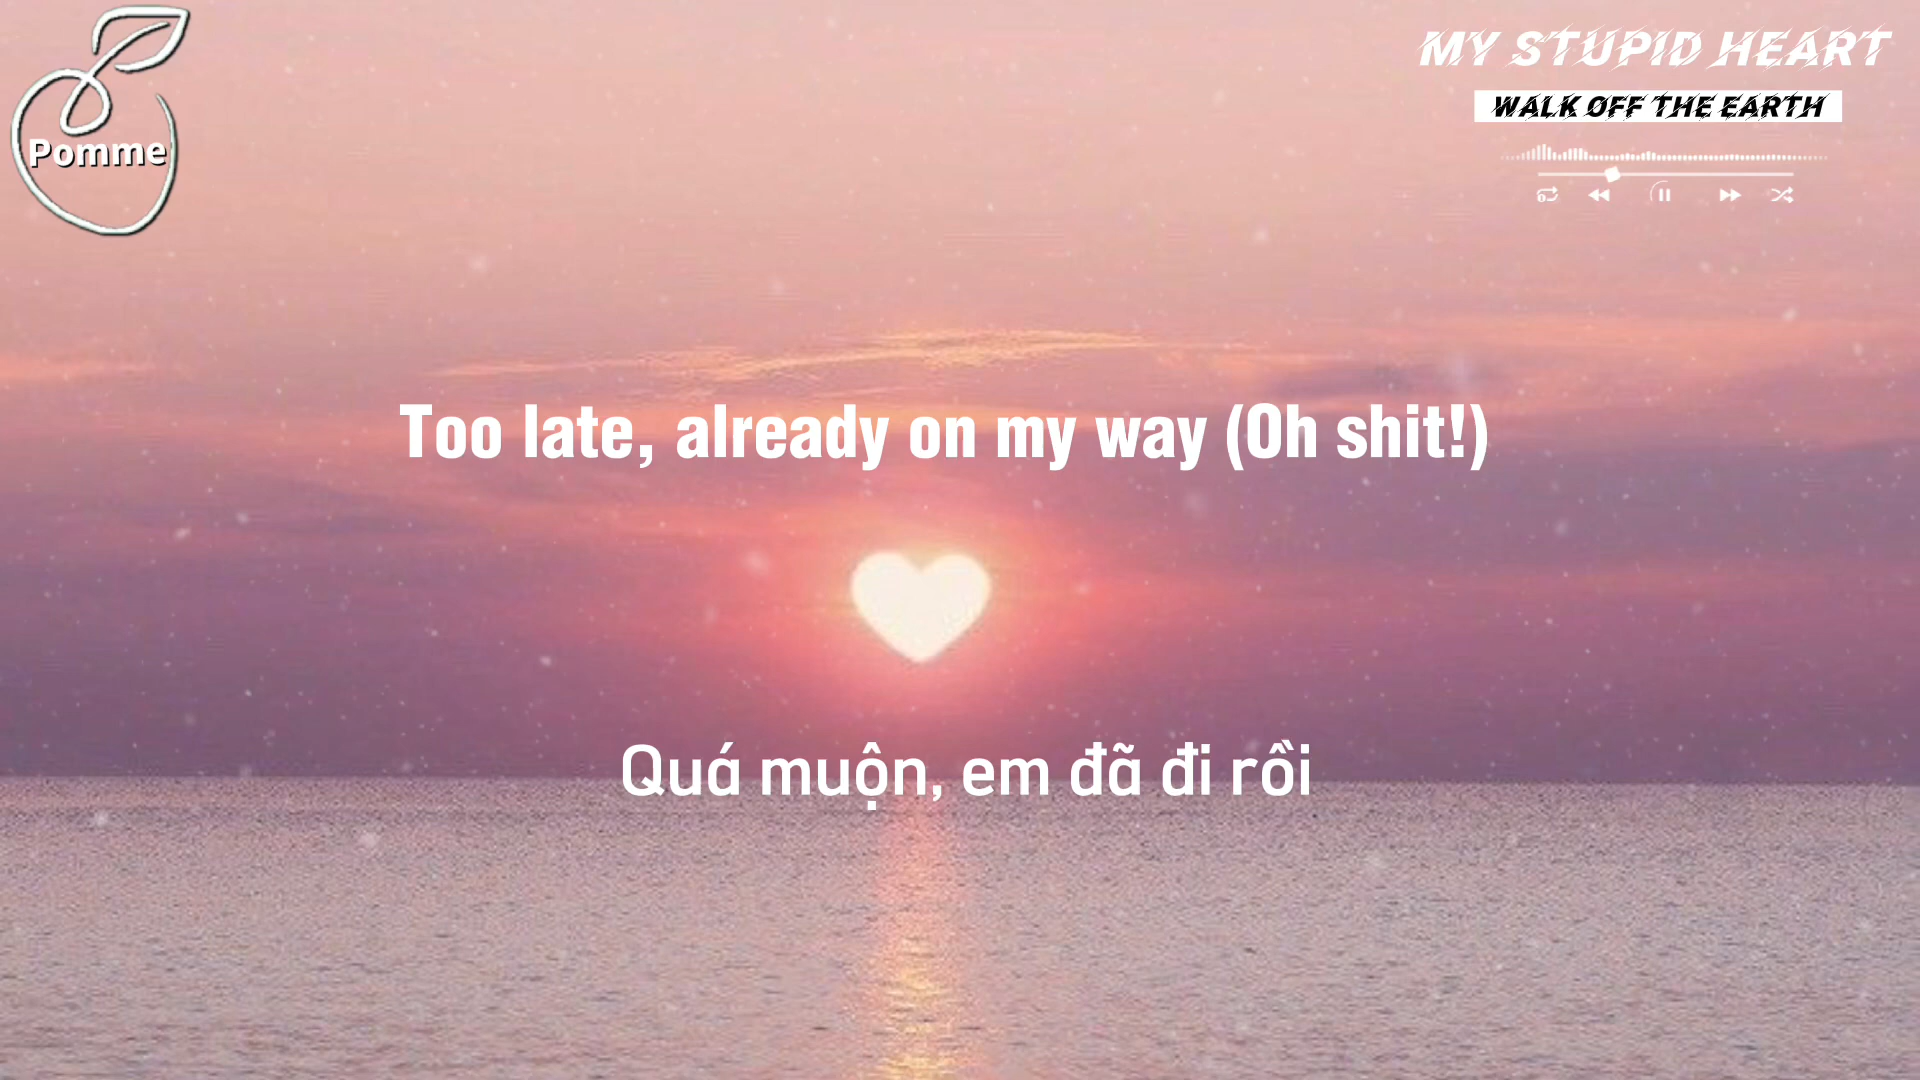 Pomme
MY STUPID HEART
WALK OFF THE EARTH
Too late, already on my way (Oh shit!)
Quá muộn, em đã đi rồi